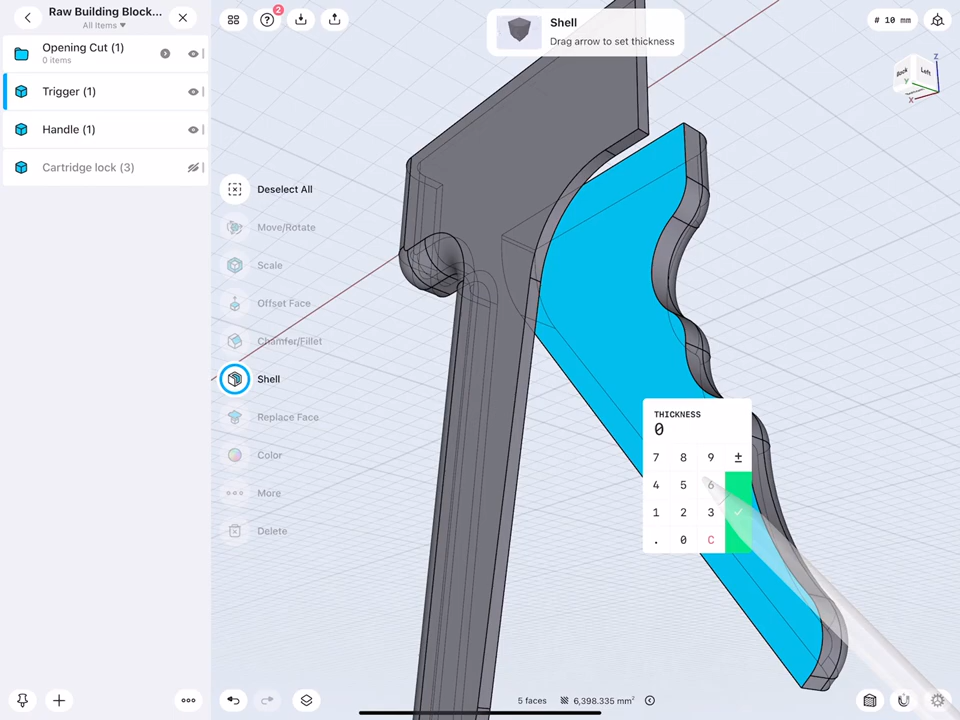 Raw Building Block...
All Items ▼
Opening Cut (1)
0 items
Trigger (1)
Handle (1)
Cartridge lock (3)
2
Shell
Drag arrow to set thickness
# 10 mm
Back
Left
Z
Y
X
Deselect All
Move/Rotate
Scale
Offset Face
Chamfer/Fillet
Shell
Replace Face
Color
More
Delete
THICKNESS
0
7 8 9 ±
4 5 6
1 2 3
. 0 C
5 faces
6,398.335 mm²